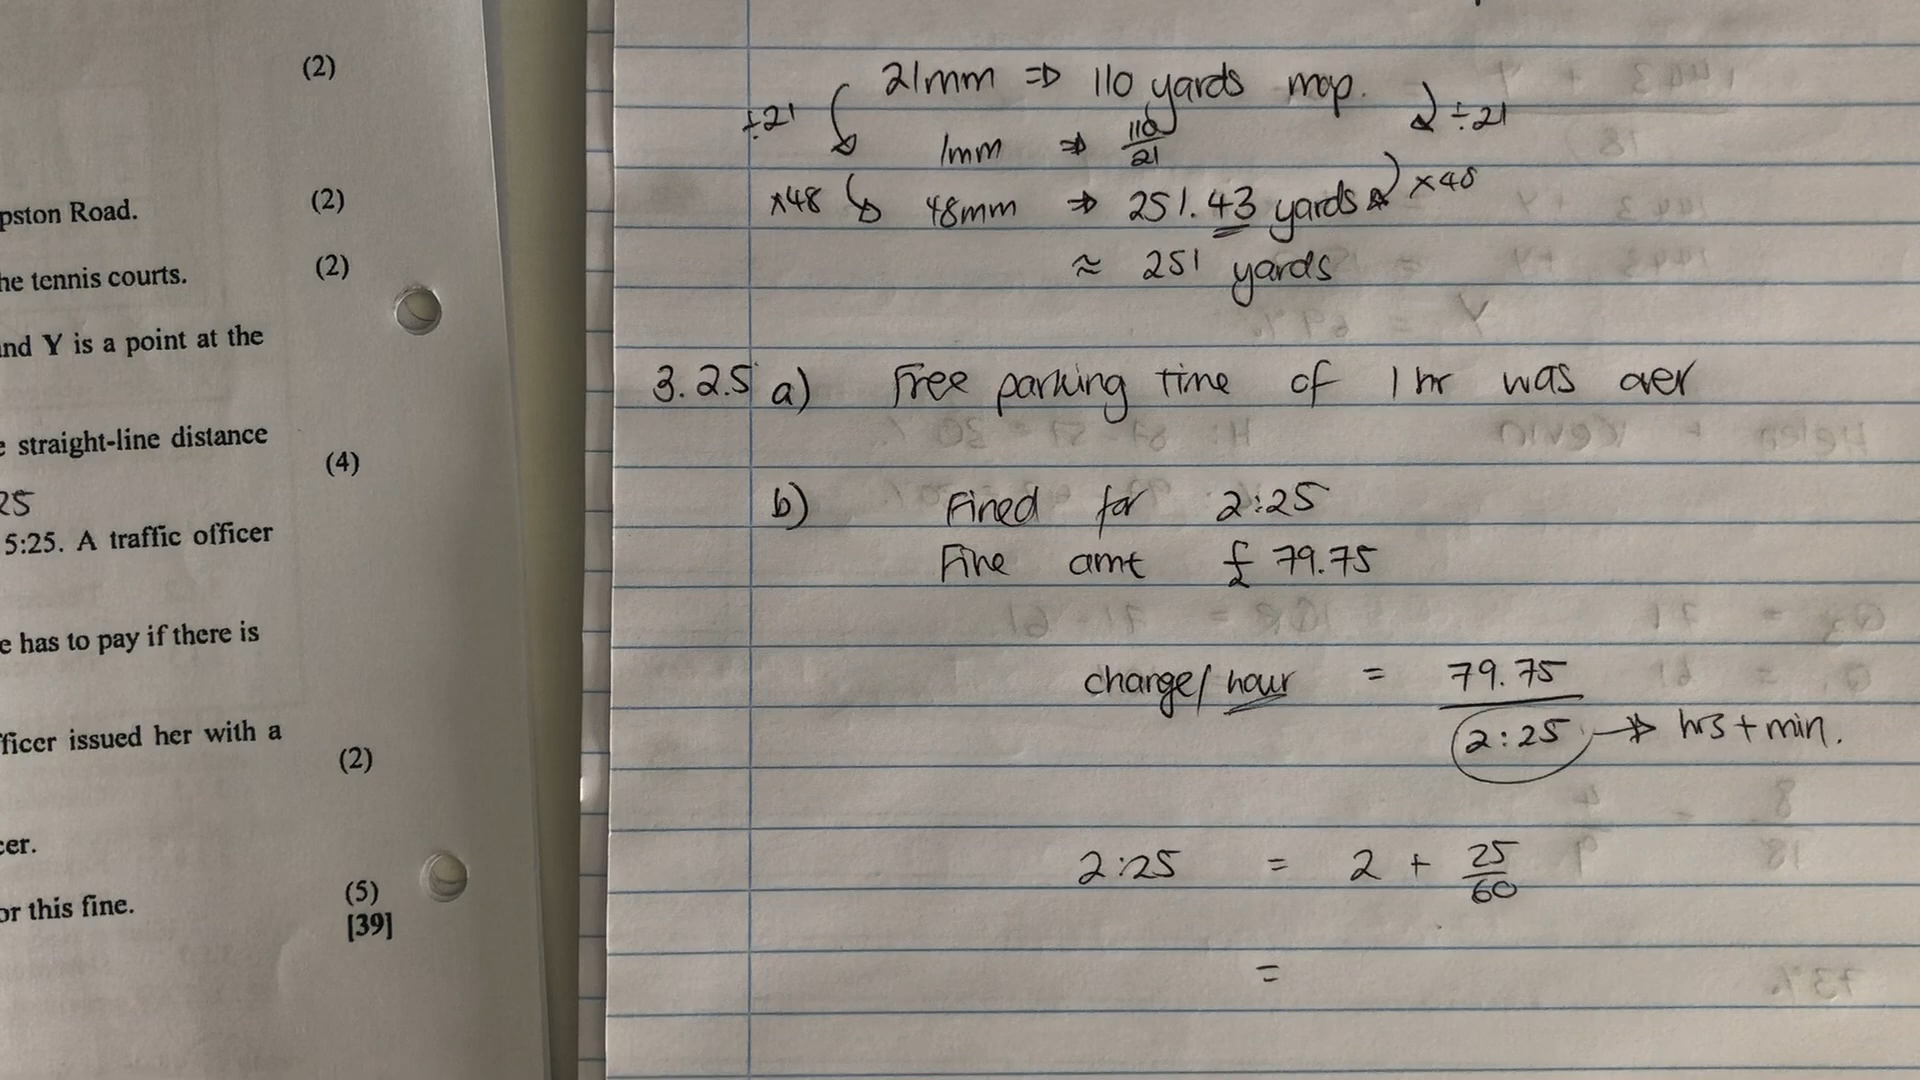 (2)
pston Road. (2)
he tennis courts. (2)
nd Y is a point at the
straight-line distance
(4)
25
5:25. A traffic officer
e has to pay if there is
fficer issued her with a
(2)
cer.
(5)
or this fine.
[39]
21mm ⇒ 110 yards map.
÷21 ÷21
1mm ⇒ 110/21
×48 48mm ⇒ 251.43 yards ×48
≈ 251 yards
3.2.5 a) Free parking time of 1 hr was over
b) Fined for 2:25
Fine amt £ 79.75
charge/hour = 79.75
2:25 → hrs + min.
2:25 = 2 + 25/60
=